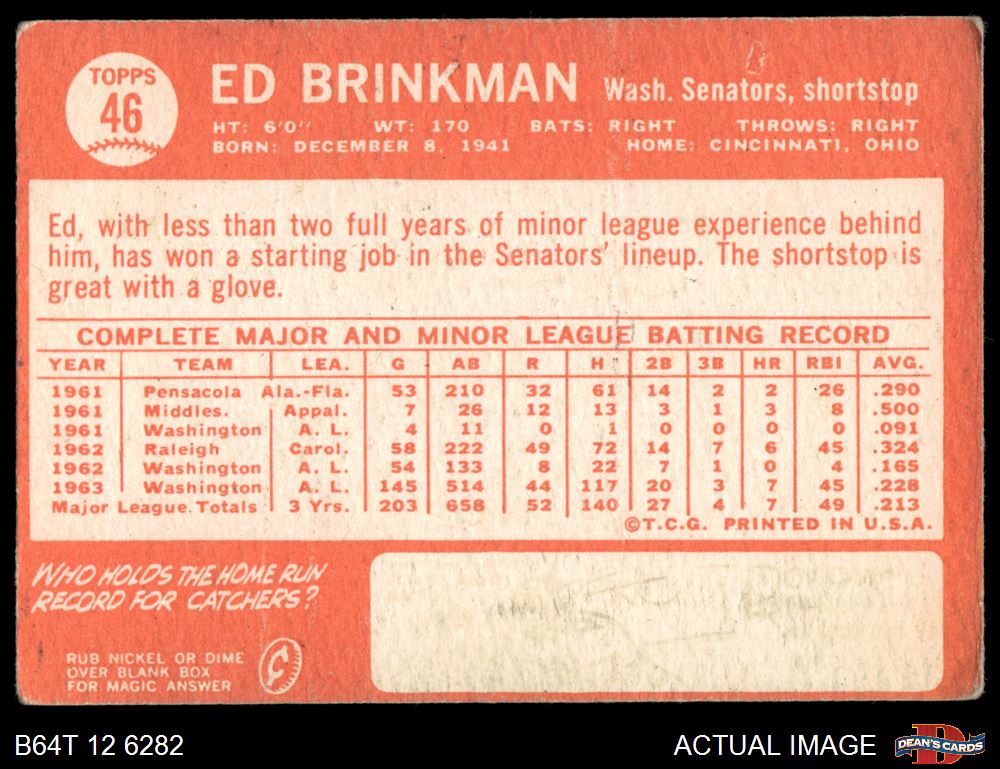 TOPPS
46
ED BRINKMAN Wash. Senators, shortstop
HT: 6'0" WT: 170 BATS: RIGHT THROWS: RIGHT
BORN: DECEMBER 8, 1941 HOME: CINCINNATI, OHIO
Ed, with less than two full years of minor league experience behind
him, has won a starting job in the Senators' lineup. The shortstop is
great with a glove.
COMPLETE MAJOR AND MINOR LEAGUE BATTING RECORD
YEAR TEAM LEA. G AB R H 2B 3B HR RBI AVG.
1961 Pensacola Ala.-Fla. 53 210 32 61 14 2 2 26 .290
1961 Middles. Appal. 7 26 12 13 3 1 3 8 .500
1961 Washington A. L. 4 11 0 1 0 0 0 0 .091
1962 Raleigh Carol. 58 222 49 72 14 7 6 45 .324
1962 Washington A. L. 54 133 8 22 7 1 0 4 .165
1963 Washington A. L. 145 514 44 117 20 3 7 45 .228
Major League Totals 3 Yrs. 203 658 52 140 27 4 7 49 .213
©T.C.G. PRINTED IN U.S.A.
WHO HOLDS THE HOME RUN
RECORD FOR CATCHERS?
RUB NICKEL OR DIME
OVER BLANK BOX
FOR MAGIC ANSWER
B64T 12 6282
ACTUAL IMAGE
DEAN'S CARDS